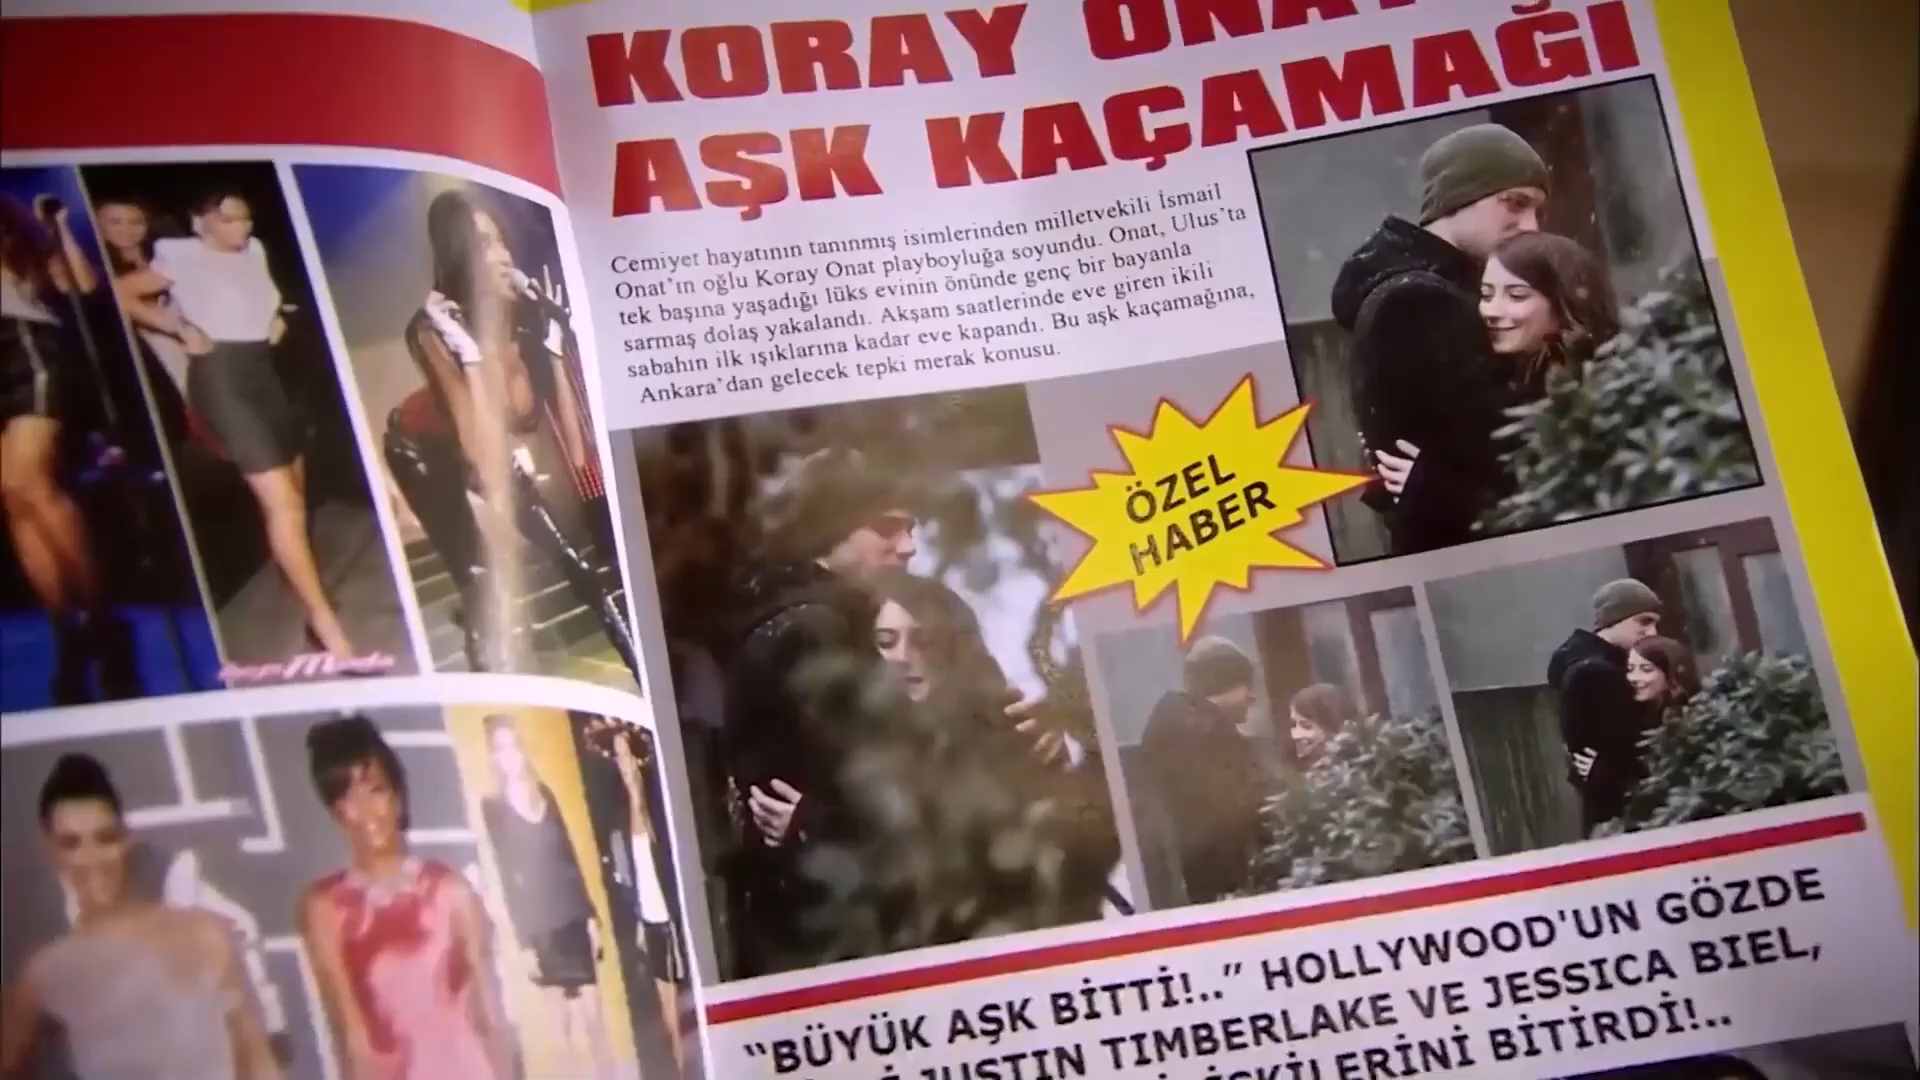 KORAY ONAT
AŞK KAÇAMAĞI
Cemiyet hayatının tanınmış isimlerinden milletvekili İsmail
Onat'ın oğlu Koray Onat playboyluğa soyundu. Onat, Ulus'ta
tek başına yaşadığı lüks evinin önünde genç bir bayanla
sarmaş dolaş yakalandı. Akşam saatlerinde eve giren ikili
sabahın ilk ışıklarına kadar eve kapandı. Bu aşk kaçamağına,
Ankara'dan gelecek tepki merak konusu.
ÖZEL
HABER
"BÜYÜK AŞK BİTTİ!.." HOLLYWOOD'UN GÖZDE
JUSTIN TIMBERLAKE VE JESSICA BIEL,
BİTİRDİ!..